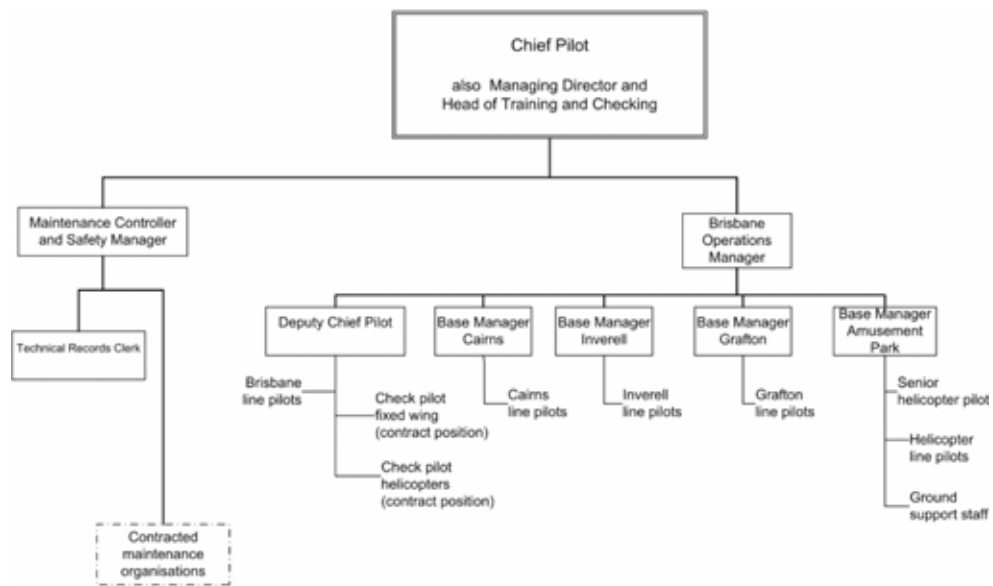 Chief Pilot
also Managing Director and
Head of Training and Checking
Maintenance Controller
and Safety Manager
Brisbane
Operations
Manager
Technical Records Clerk
Contracted
maintenance
organisations
Deputy Chief Pilot
Brisbane
line pilots
Check pilot
fixed wing
(contract position)
Check pilot
helicopters
(contract position)
Base Manager
Cairns
Cairns
line pilots
Base Manager
Inverell
Inverell
line pilots
Base Manager
Grafton
Grafton
line pilots
Base Manager
Amusement
Park
Senior
helicopter pilot
Helicopter
line pilots
Ground
support staff